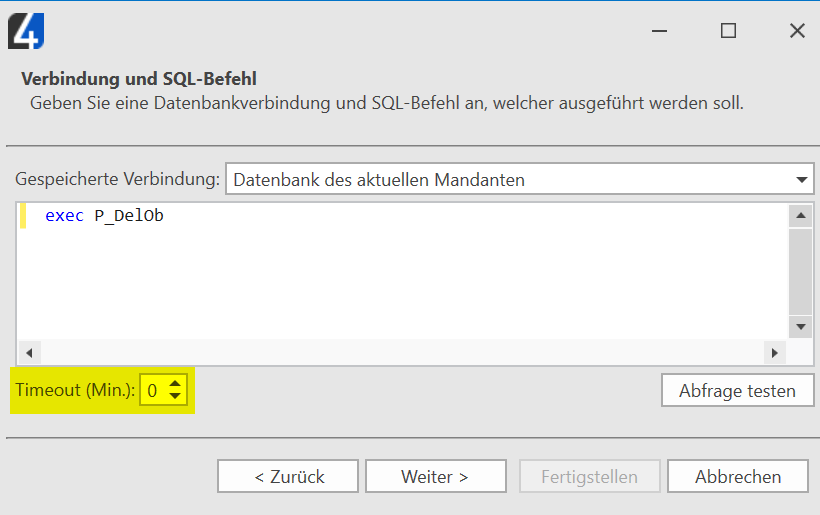 4
Verbindung und SQL-Befehl
Geben Sie eine Datenbankverbindung und SQL-Befehl an, welcher ausgeführt werden soll.
Gespeicherte Verbindung: Datenbank des aktuellen Mandanten
exec P_DelOb
Timeout (Min.): 0 Abfrage testen
< Zurück Weiter > Fertigstellen Abbrechen